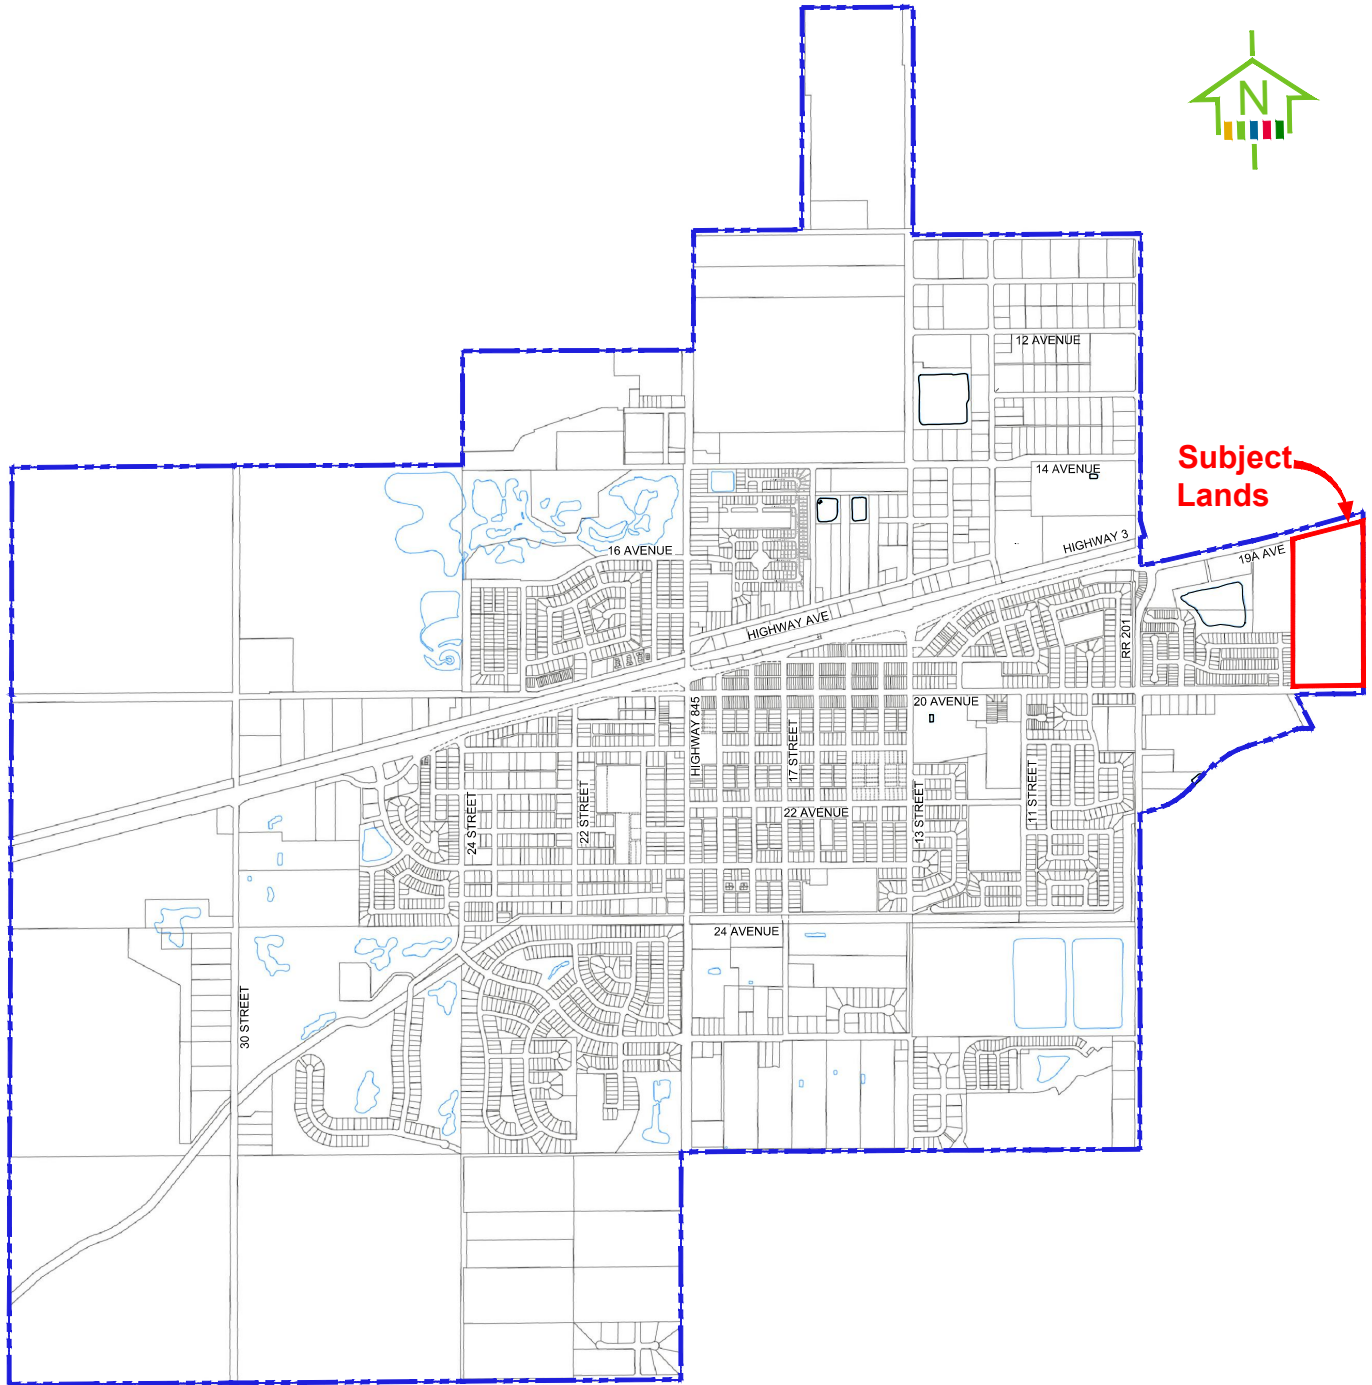 N
12 AVENUE
Subject
Lands
14 AVENUE
HIGHWAY 3
16 AVENUE
19A AVE
HIGHWAY AVE
RR 201
20 AVENUE
HIGHWAY 845
17 STREET
24 STREET
22 STREET
22 AVENUE
13 STREET
11 STREET
24 AVENUE
30 STREET